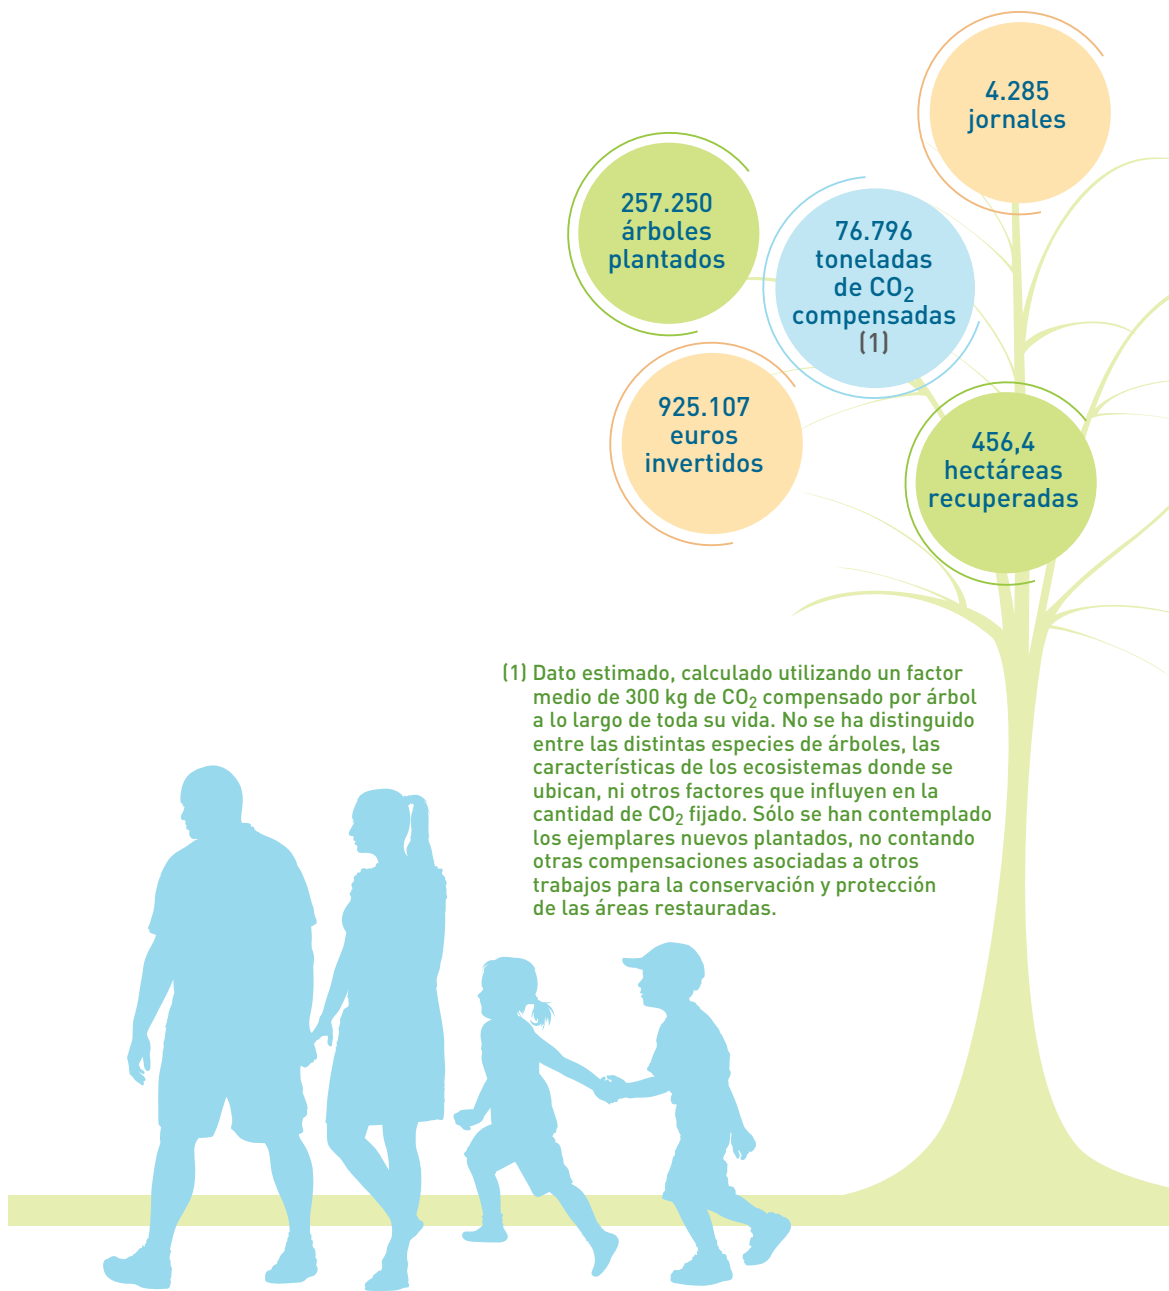 4.285
jornales
257.250
árboles
plantados
76.796
toneladas
de CO₂
compensadas
(1)
925.107
euros
invertidos
456,4
hectáreas
recuperadas
(1) Dato estimado, calculado utilizando un factor
medio de 300 kg de CO₂ compensado por árbol
a lo largo de toda su vida. No se ha distinguido
entre las distintas especies de árboles, las
características de los ecosistemas donde se
ubican, ni otros factores que influyen en la
cantidad de CO₂ fijado. Sólo se han contemplado
los ejemplares nuevos plantados, no contando
otras compensaciones asociadas a otros
trabajos para la conservación y protección
de las áreas restauradas.